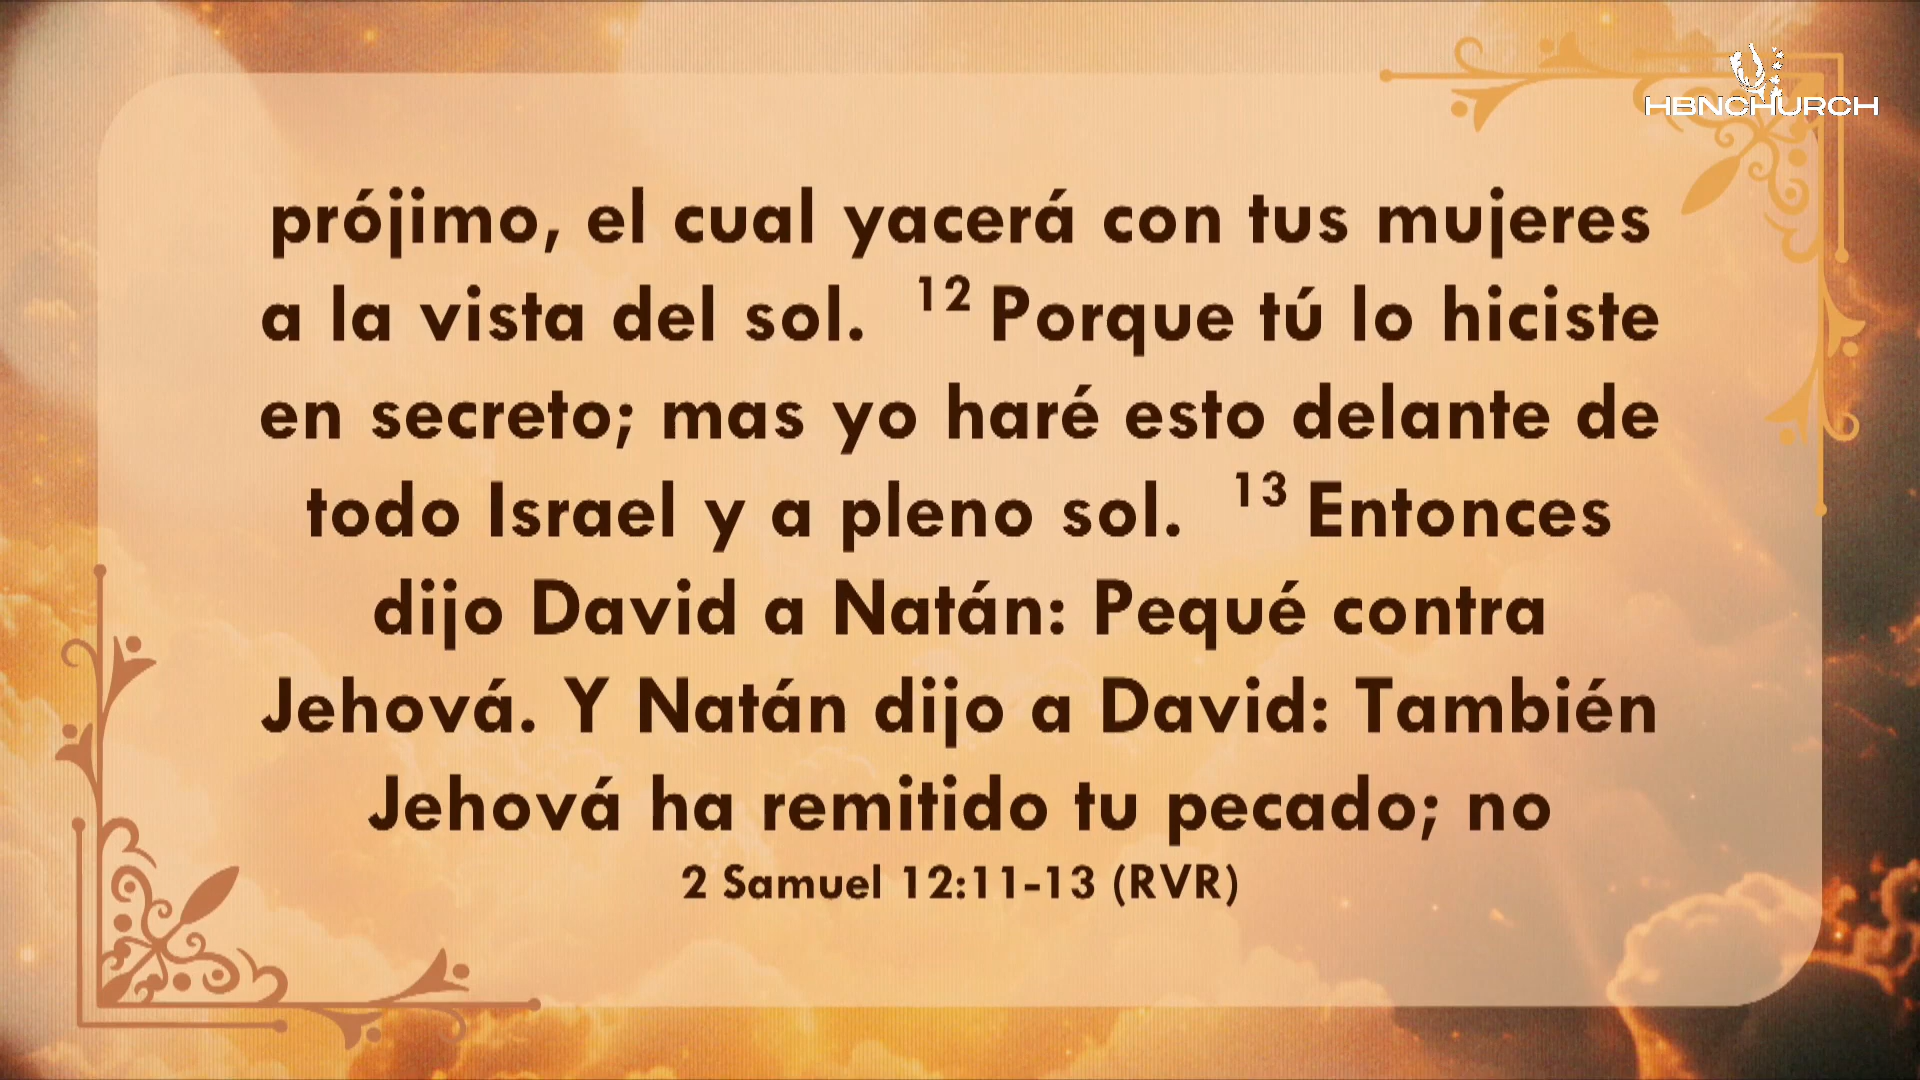 HBNCHURCH
prójimo, el cual yacerá con tus mujeres
a la vista del sol. 12 Porque tú lo hiciste
en secreto; mas yo haré esto delante de
todo Israel y a pleno sol. 13 Entonces
dijo David a Natán: Pequé contra
Jehová. Y Natán dijo a David: También
Jehová ha remitido tu pecado; no
2 Samuel 12:11-13 (RVR)